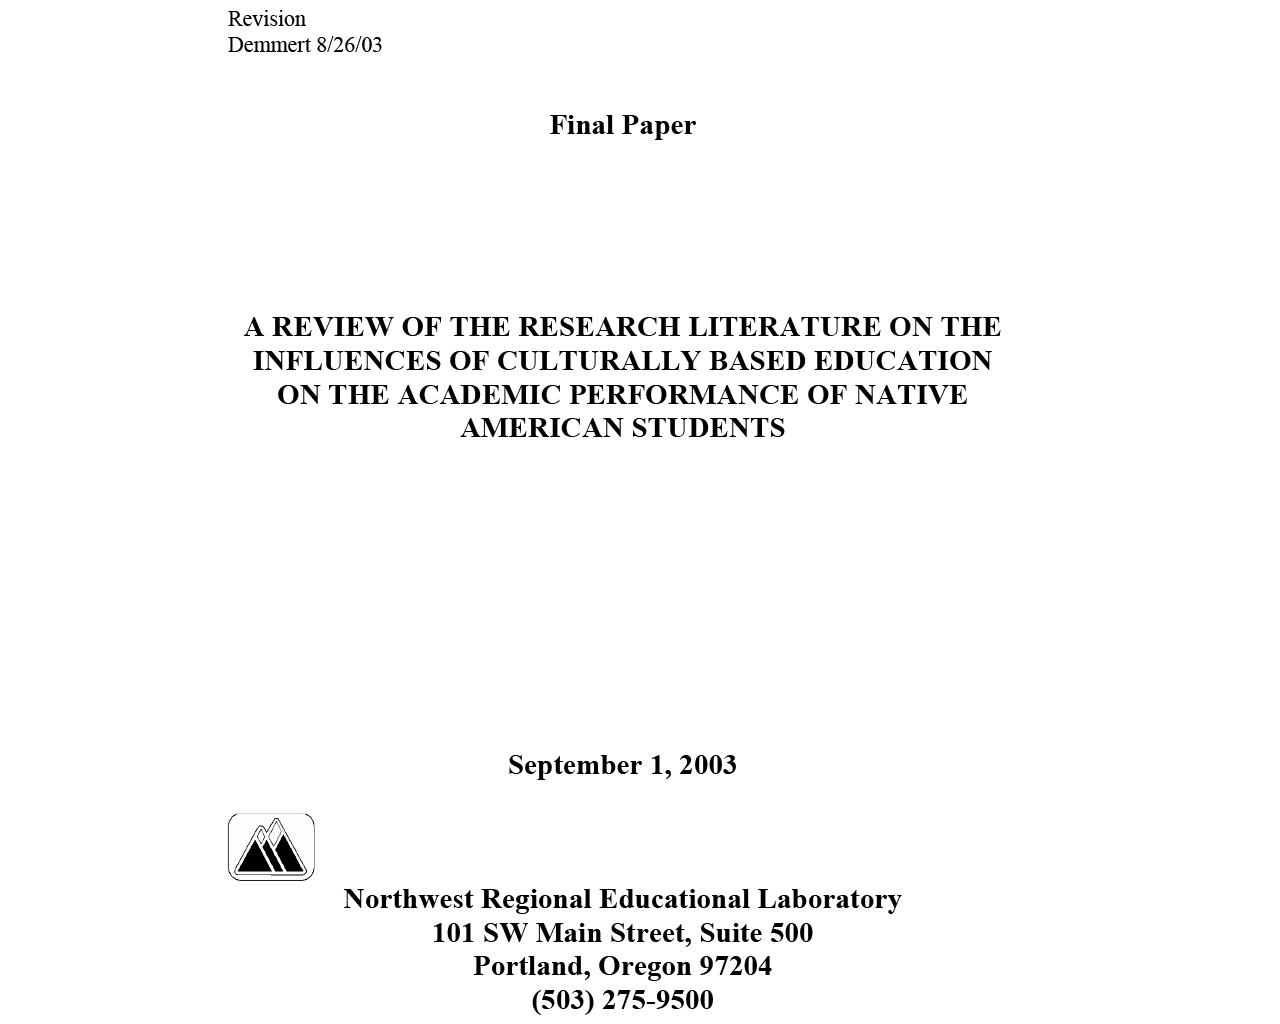 Revision
Demmert 8/26/03
Final Paper
A REVIEW OF THE RESEARCH LITERATURE ON THE
INFLUENCES OF CULTURALLY BASED EDUCATION
ON THE ACADEMIC PERFORMANCE OF NATIVE
AMERICAN STUDENTS
September 1, 2003
Northwest Regional Educational Laboratory
101 SW Main Street, Suite 500
Portland, Oregon 97204
(503) 275-9500